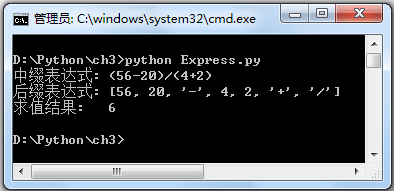 管理员: C:\windows\system32\cmd.exe
D:\Python\ch3>python Express.py
中缀表达式: (56-20)/(4+2)
后缀表达式: [56, 20, '-', 4, 2, '+', '/']
求值结果:   6
D:\Python\ch3>